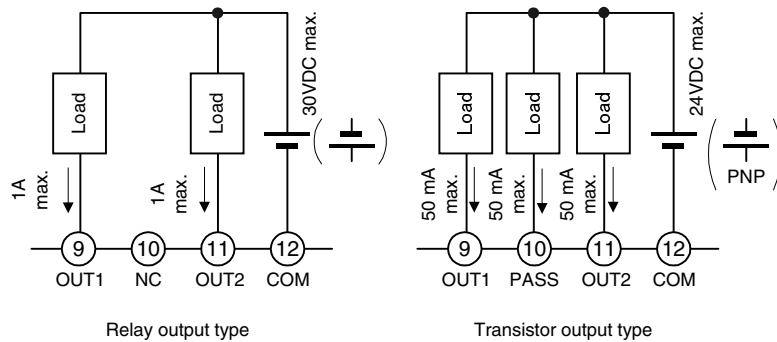 30VDC max.
Load
Load
1A
max.
1A
max.
9
10
11
12
OUT1
NC
OUT2
COM
Relay output type
24VDC max.
Load
Load
Load
PNP
50 mA
max.
50 mA
max.
50 mA
max.
9
10
11
12
OUT1
PASS
OUT2
COM
Transistor output type